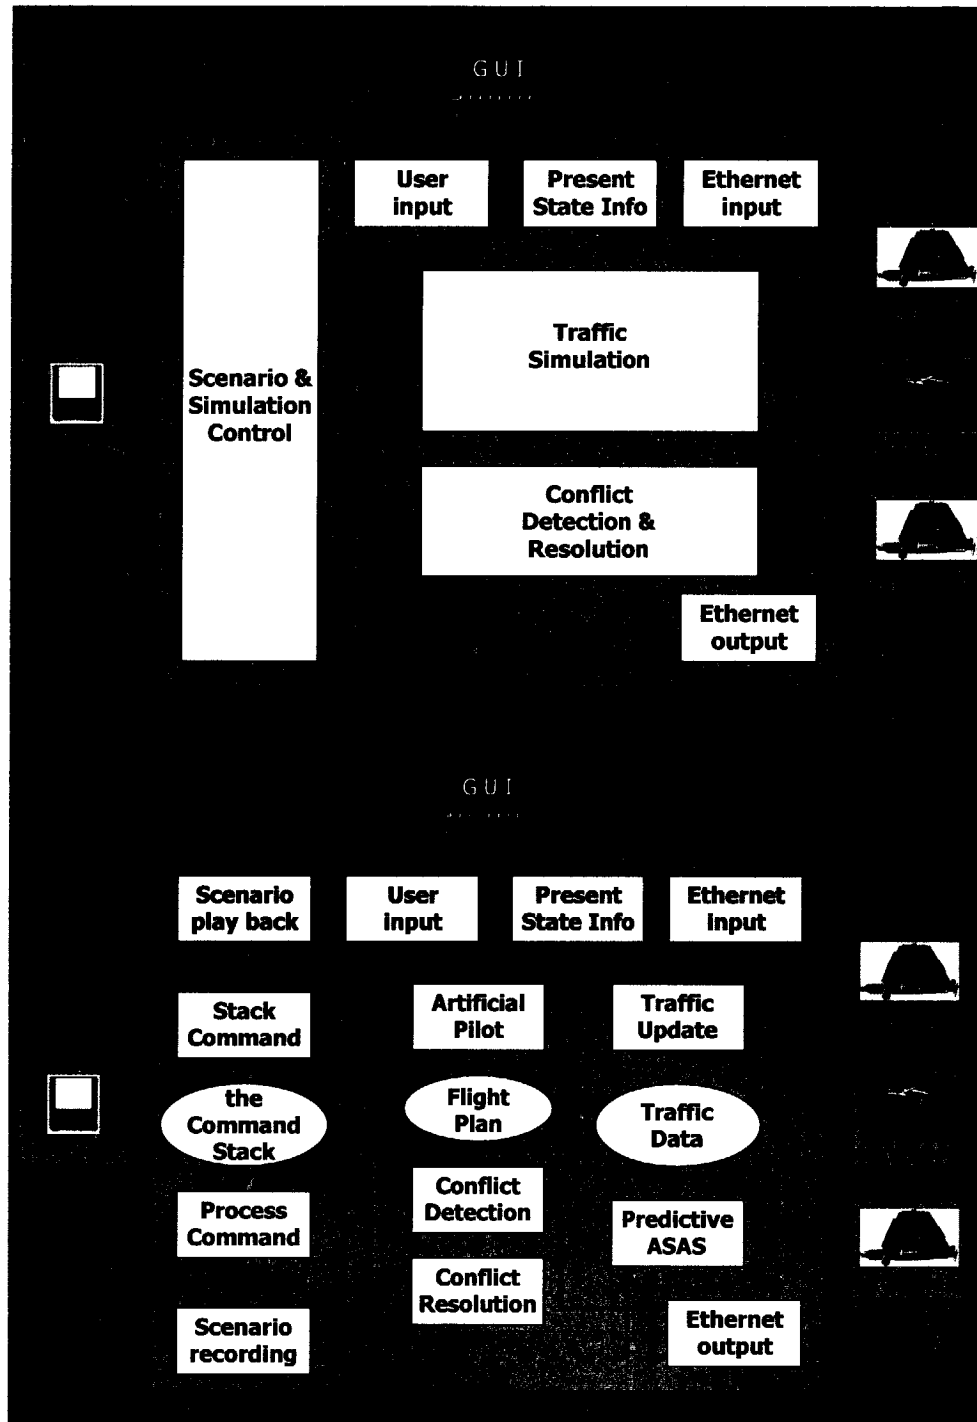 GUI
User
input
Present
State Info
Ethernet
input
Scenario &
Simulation
Control
Traffic
Simulation
Conflict
Detection &
Resolution
Ethernet
output
GUI
Scenario
play back
User
input
Present
State Info
Ethernet
input
Stack
Command
Artificial
Pilot
Traffic
Update
the
Command
Stack
Flight
Plan
Traffic
Data
Process
Command
Conflict
Detection
Predictive
ASAS
Conflict
Resolution
Scenario
recording
Ethernet
output